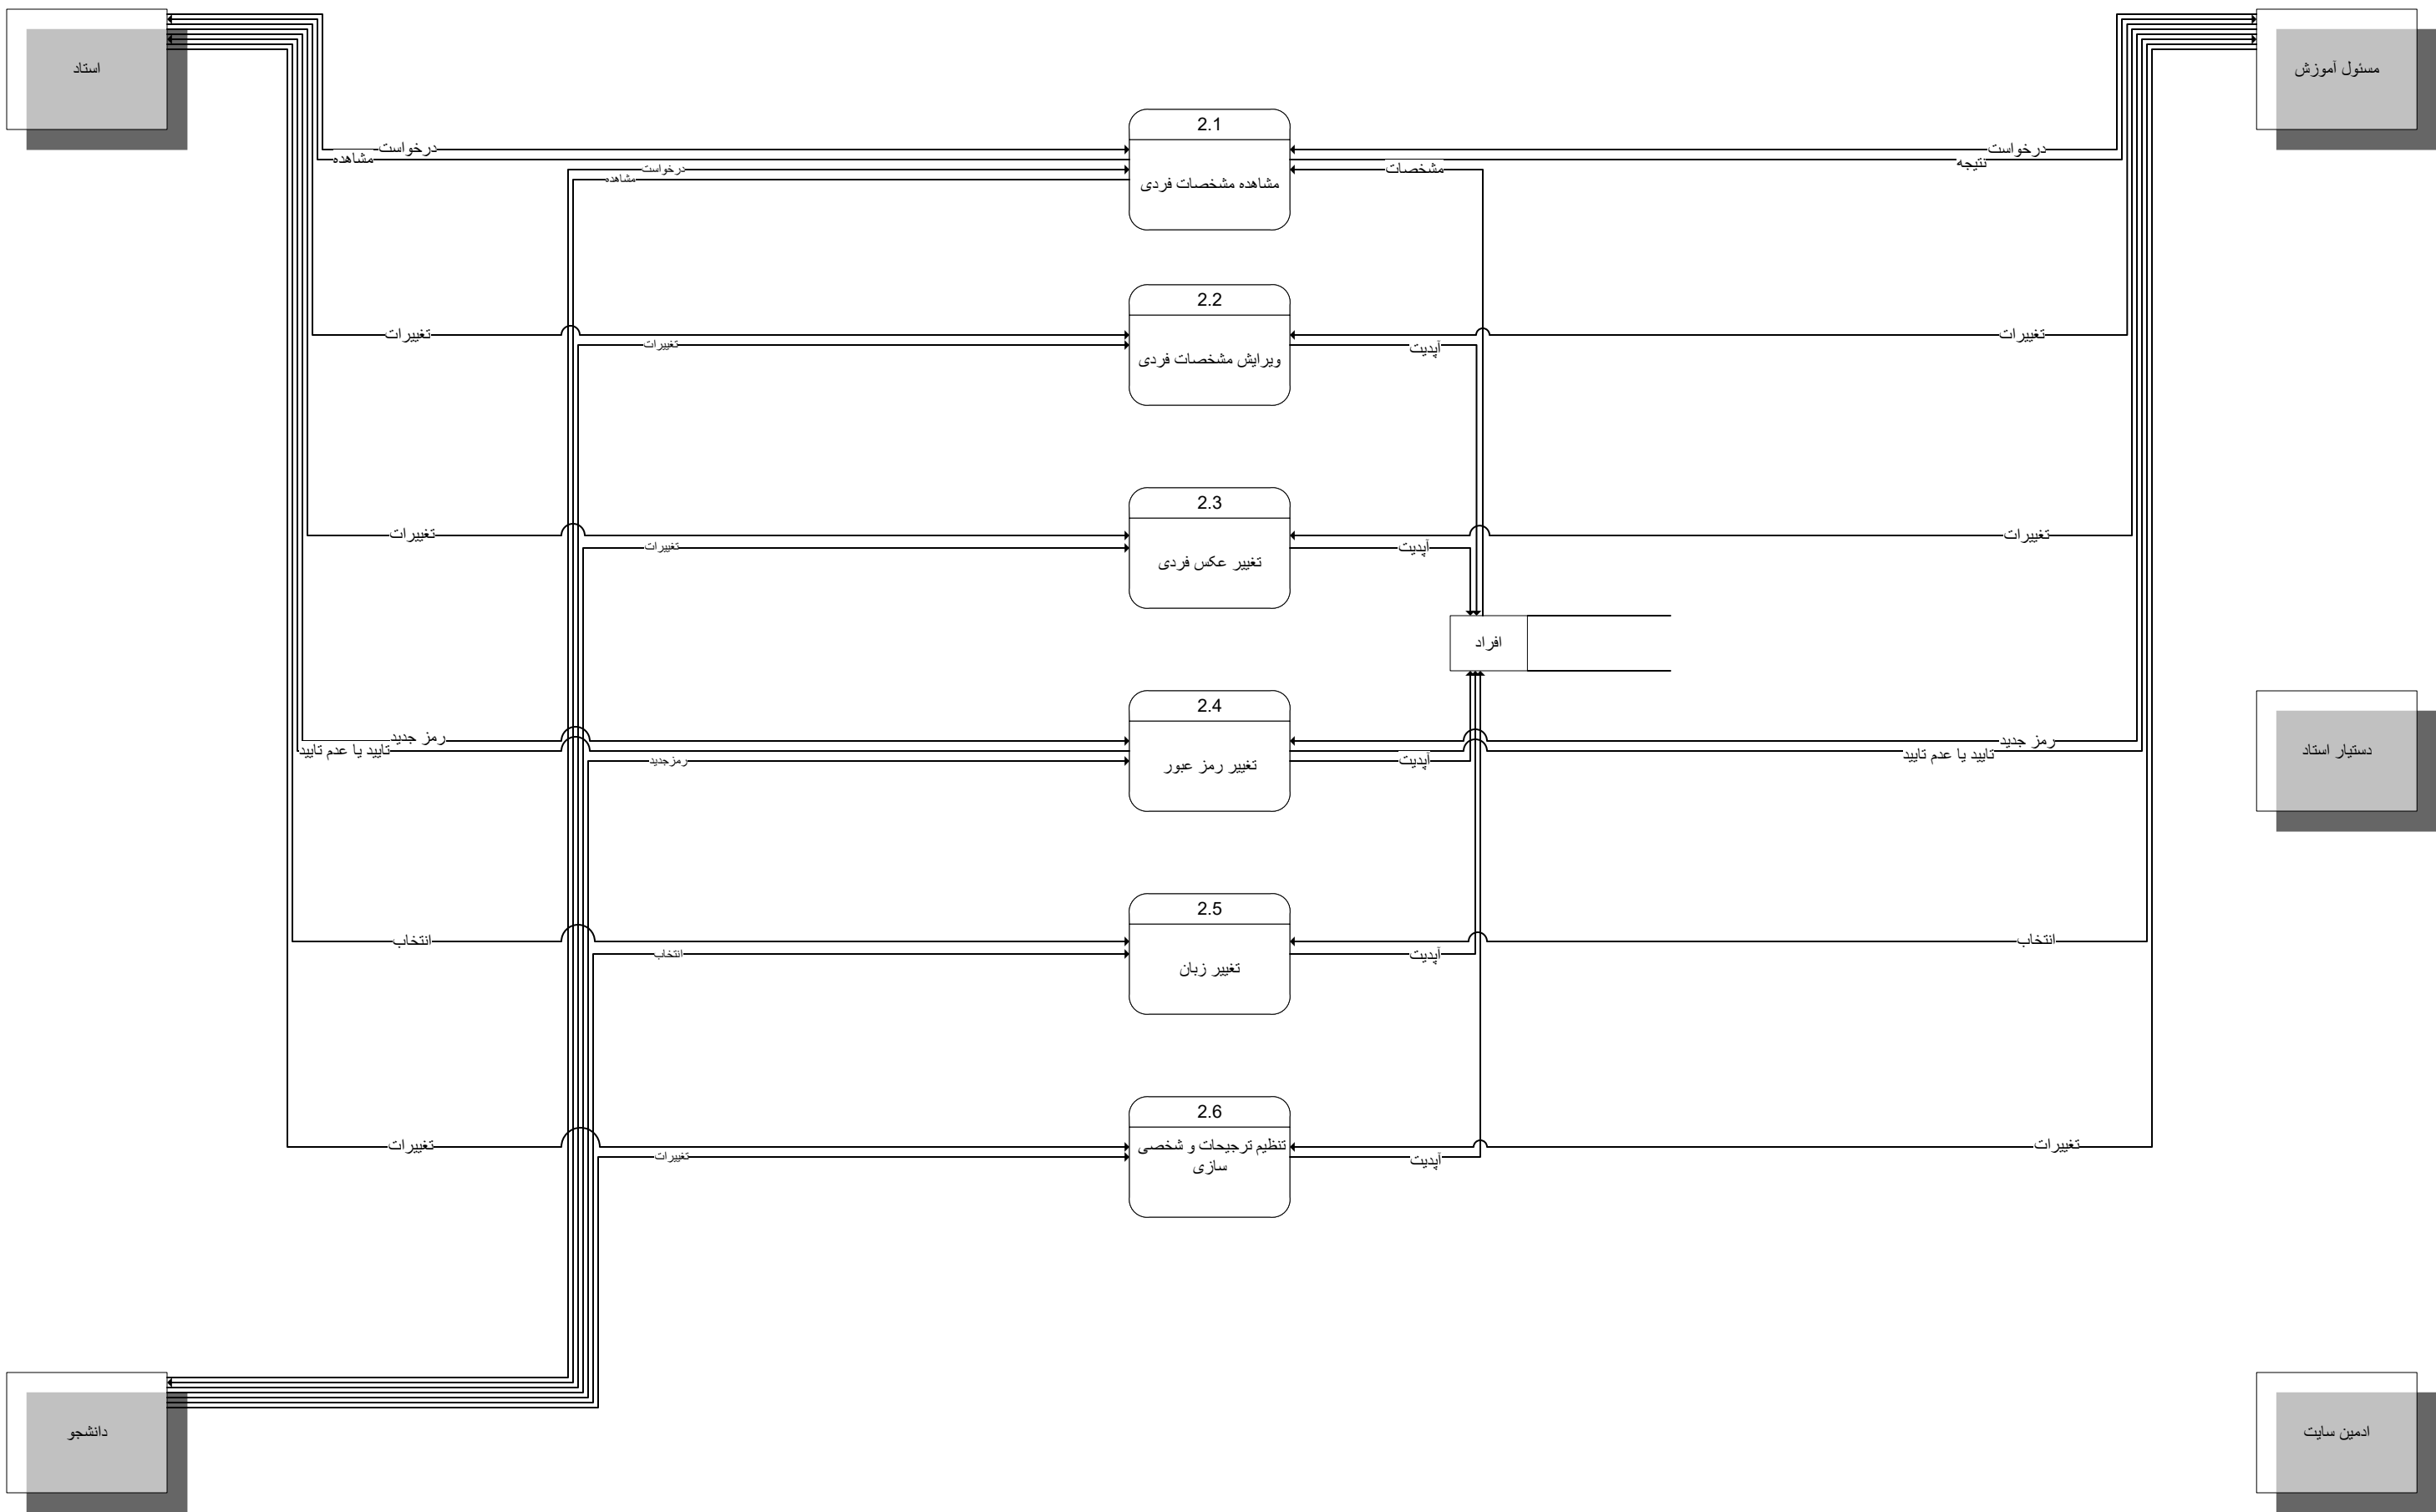 استاد
مسئول آموزش
2.1
مشاهده مشخصات فردی
درخواست
مشاهده
درخواست
مشاهده
مشخصات
درخواست
نتیجه
2.2
ویرایش مشخصات فردی
تغییرات
تغییرات
آپدیت
تغییرات
2.3
تغییر عکس فردی
تغییرات
تغییرات
آپدیت
تغییرات
افراد
2.4
تغییر رمز عبور
رمز جدید
تایید یا عدم تایید
رمزجدید
آپدیت
رمز جدید
تایید یا عدم تایید
دستیار استاد
2.5
تغییر زبان
انتخاب
انتخاب
آپدیت
انتخاب
2.6
تنظیم ترجیحات و شخصی
سازی
تغییرات
تغییرات
آپدیت
تغییرات
دانشجو
ادمین سایت